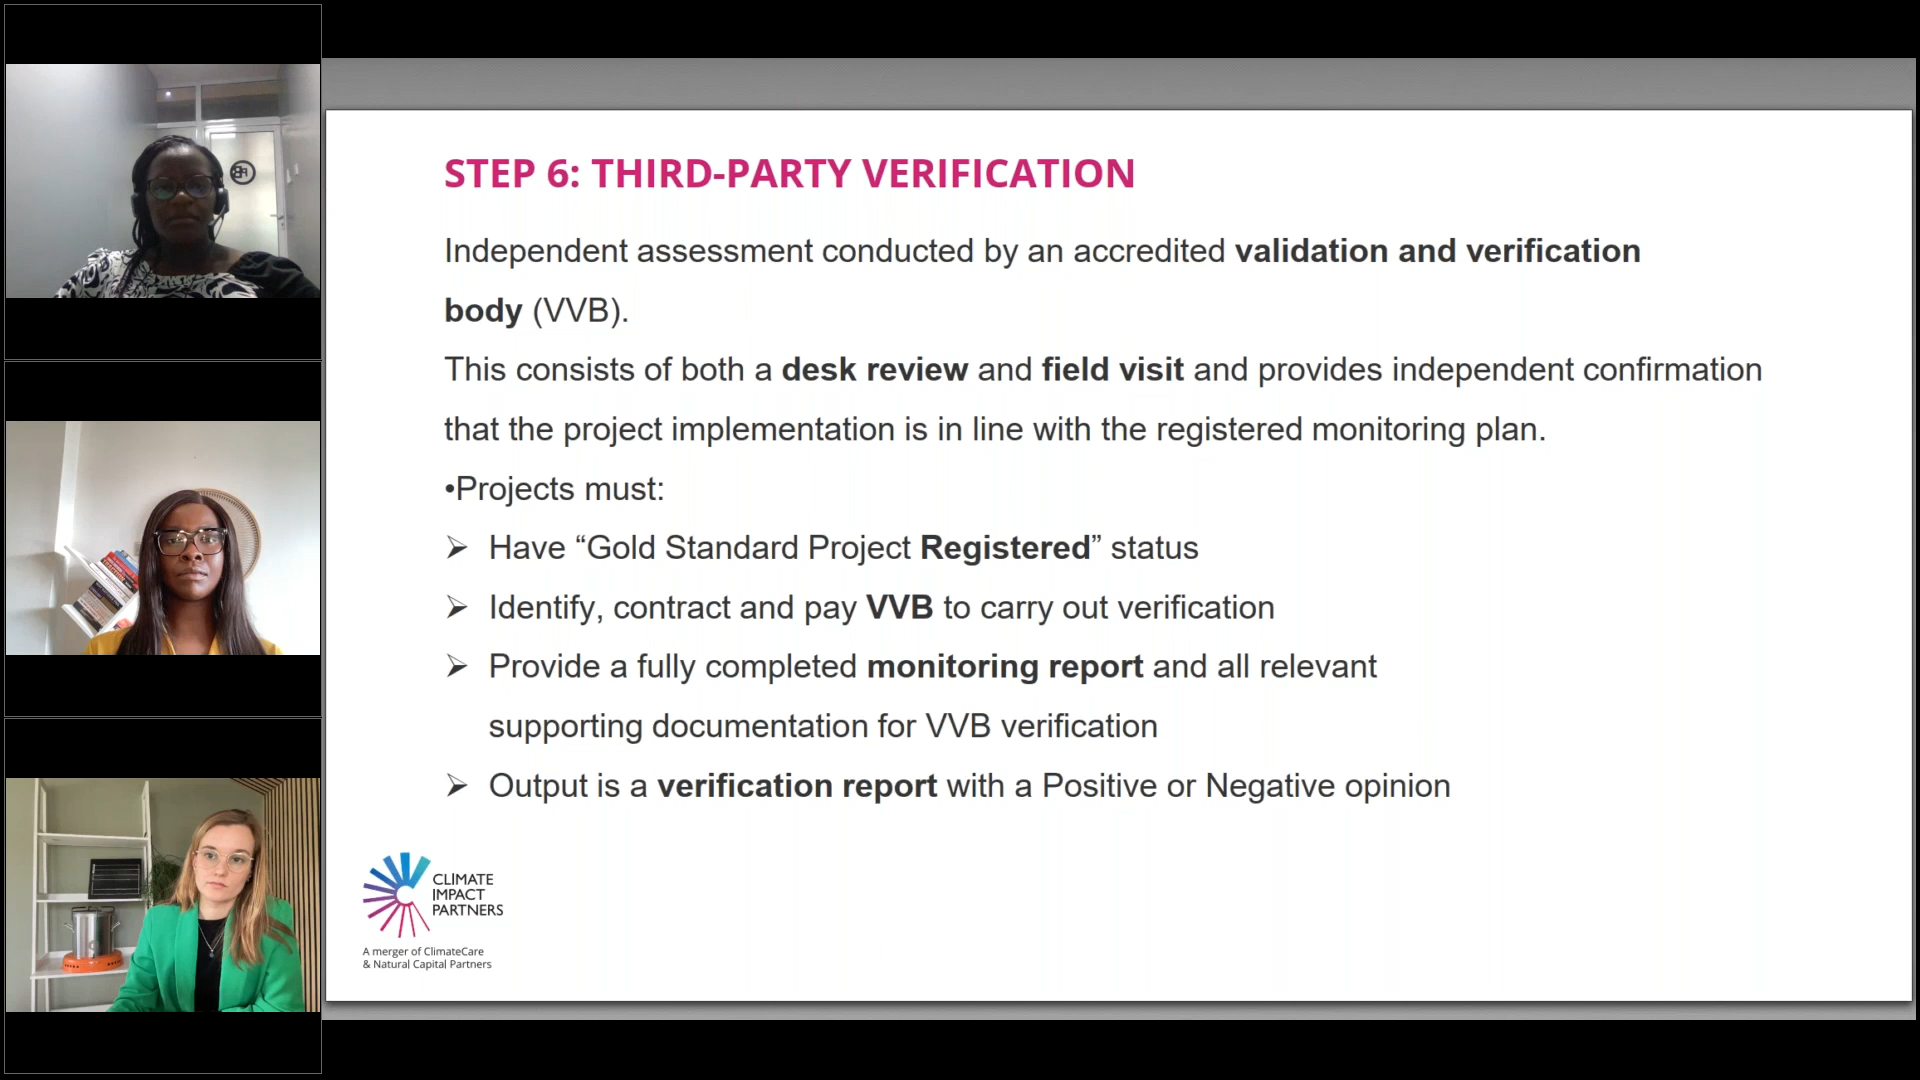 STEP 6: THIRD-PARTY VERIFICATION
Independent assessment conducted by an accredited validation and verification
body (VVB).
This consists of both a desk review and field visit and provides independent confirmation
that the project implementation is in line with the registered monitoring plan.
•Projects must:
➢ Have “Gold Standard Project Registered” status
➢ Identify, contract and pay VVB to carry out verification
➢ Provide a fully completed monitoring report and all relevant
supporting documentation for VVB verification
➢ Output is a verification report with a Positive or Negative opinion
CLIMATE
IMPACT
PARTNERS
A merger of ClimateCare
& Natural Capital Partners